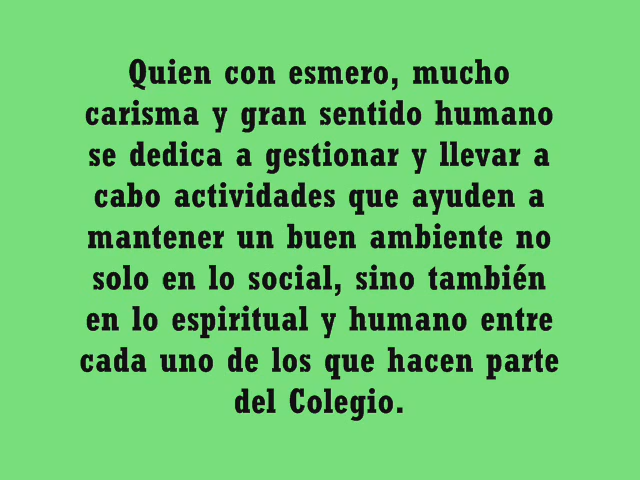 Quien con esmero, mucho
carisma y gran sentido humano
se dedica a gestionar y llevar a
cabo actividades que ayuden a
mantener un buen ambiente no
solo en lo social, sino también
en lo espiritual y humano entre
cada uno de los que hacen parte
del Colegio.